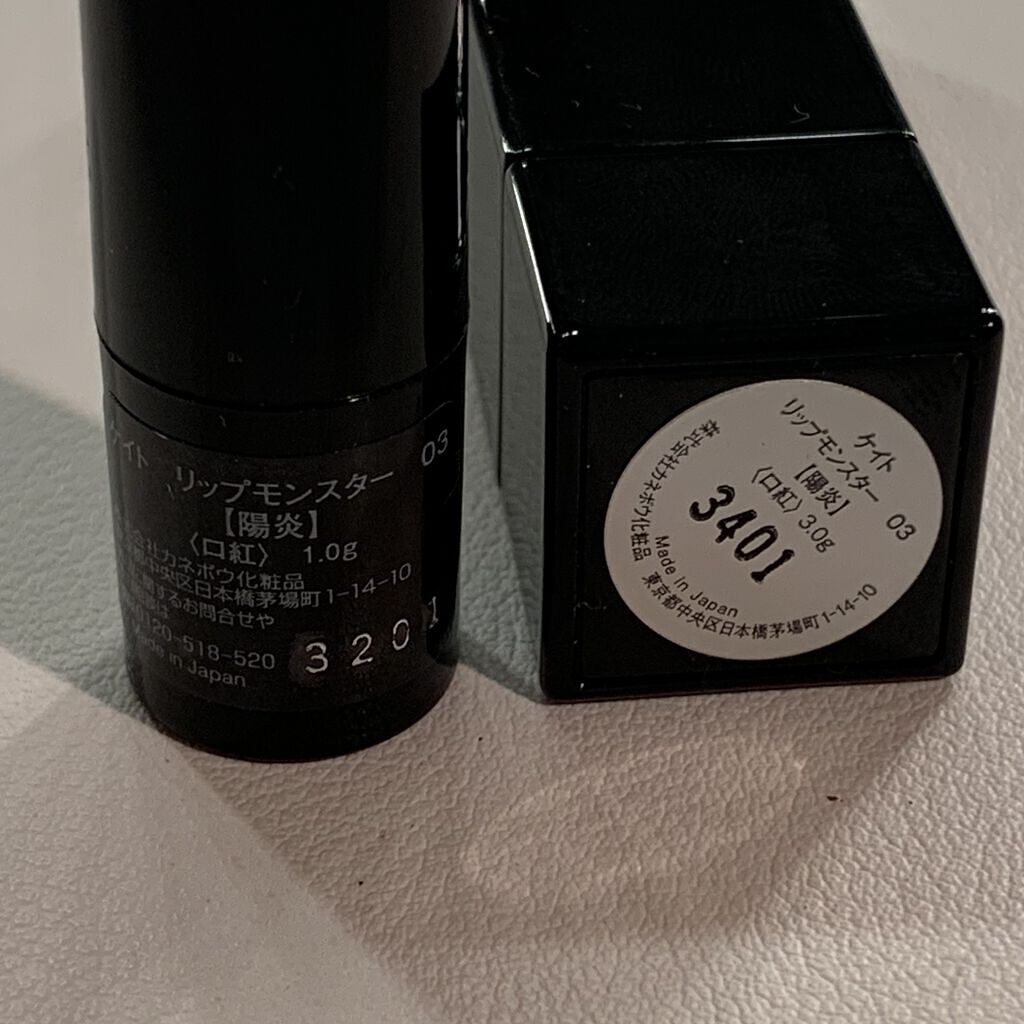 ケイト リップモンスター 03
【陽炎】
〈口紅〉 1.0g
会社カネボウ化粧品
中央区日本橋茅場町1-14-10
関するお問合せや
0120-518-520
Made in Japan
3201
ケイト
リップモンスター 03
【陽炎】
〈口紅〉3.0g
3401
Made in Japan
株式会社カネボウ化粧品 東京都中央区日本橋茅場町1-14-10